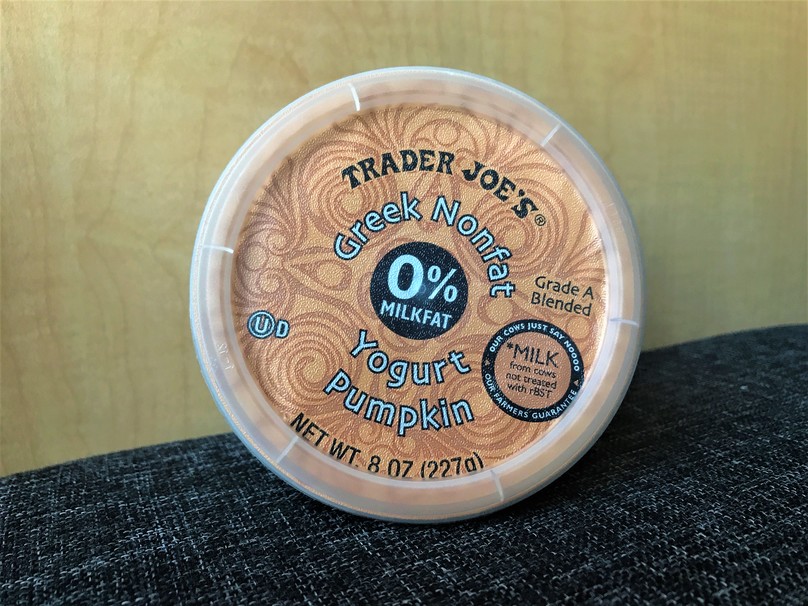 TRADER JOE'S®
Greek Nonfat
0%
MILKFAT
Yogurt
Pumpkin
Grade A
Blended
U D
OUR COWS JUST SAY NOOOO
*MILK
from cows
not treated
with rBST
OUR FARMERS GUARANTEE
NET WT. 8 OZ (227g)